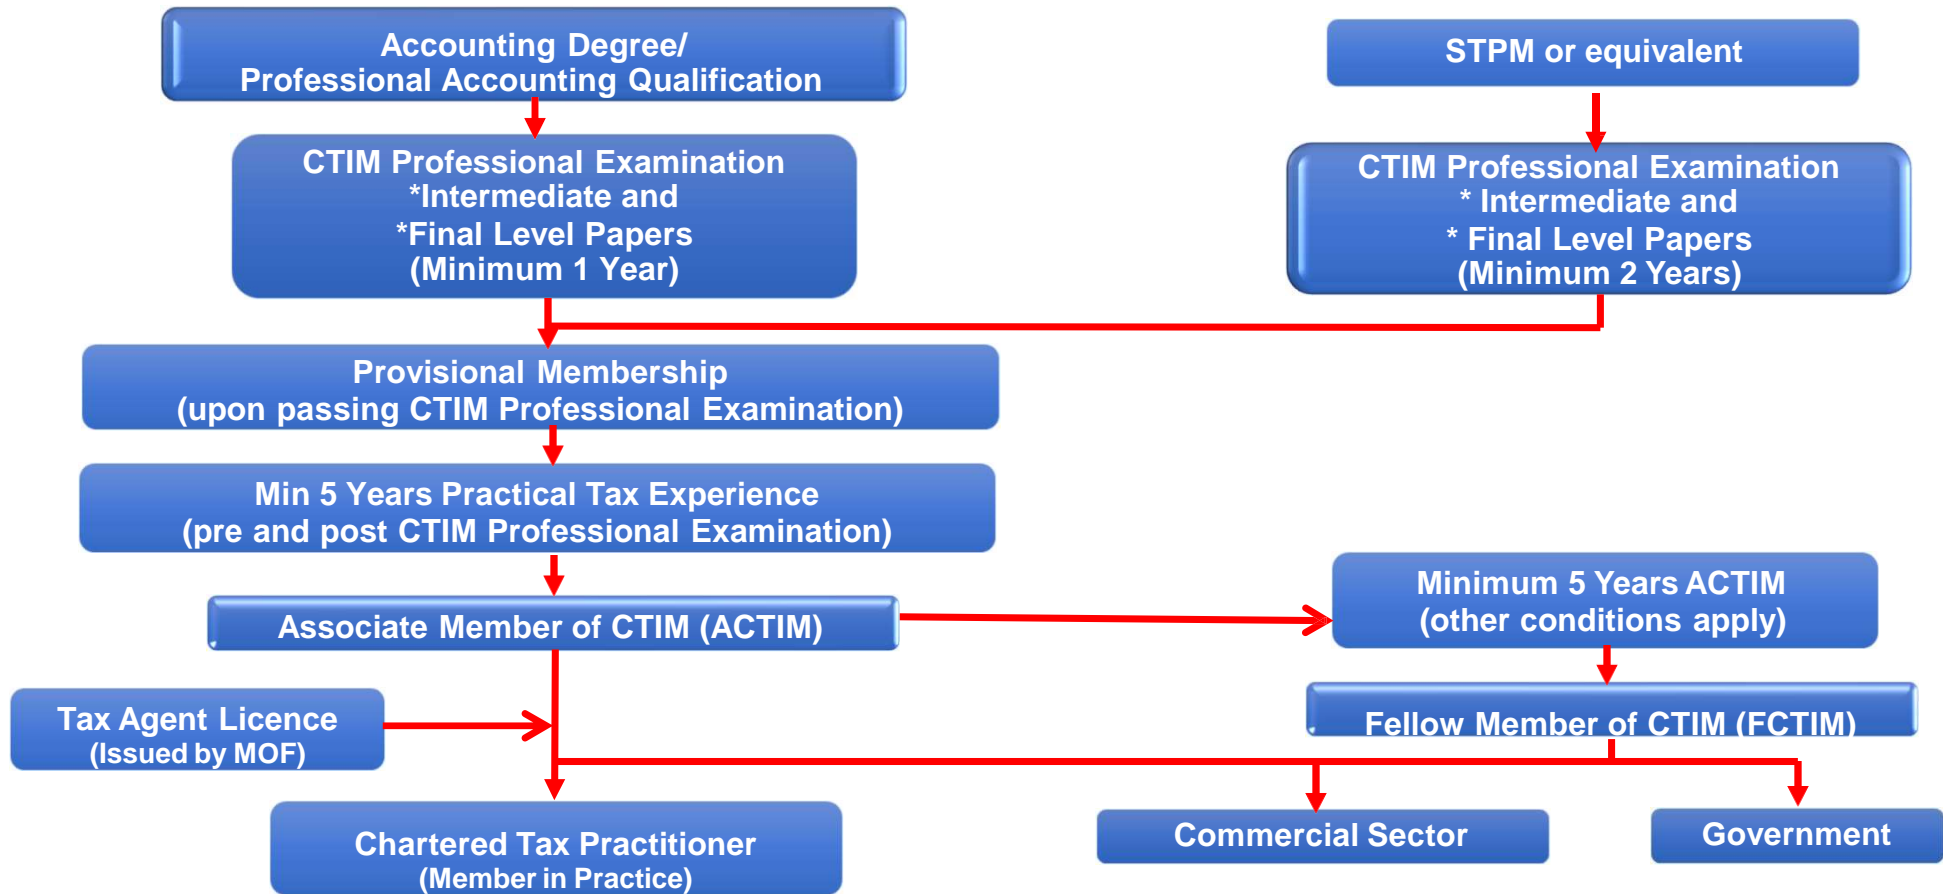 Accounting Degree/
Professional Accounting Qualification
STPM or equivalent
CTIM Professional Examination
*Intermediate and
*Final Level Papers
(Minimum 1 Year)
CTIM Professional Examination
* Intermediate and
* Final Level Papers
(Minimum 2 Years)
Provisional Membership
(upon passing CTIM Professional Examination)
Min 5 Years Practical Tax Experience
(pre and post CTIM Professional Examination)
Associate Member of CTIM (ACTIM)
Minimum 5 Years ACTIM
(other conditions apply)
Tax Agent Licence
(Issued by MOF)
Fellow Member of CTIM (FCTIM)
Chartered Tax Practitioner
(Member in Practice)
Commercial Sector
Government